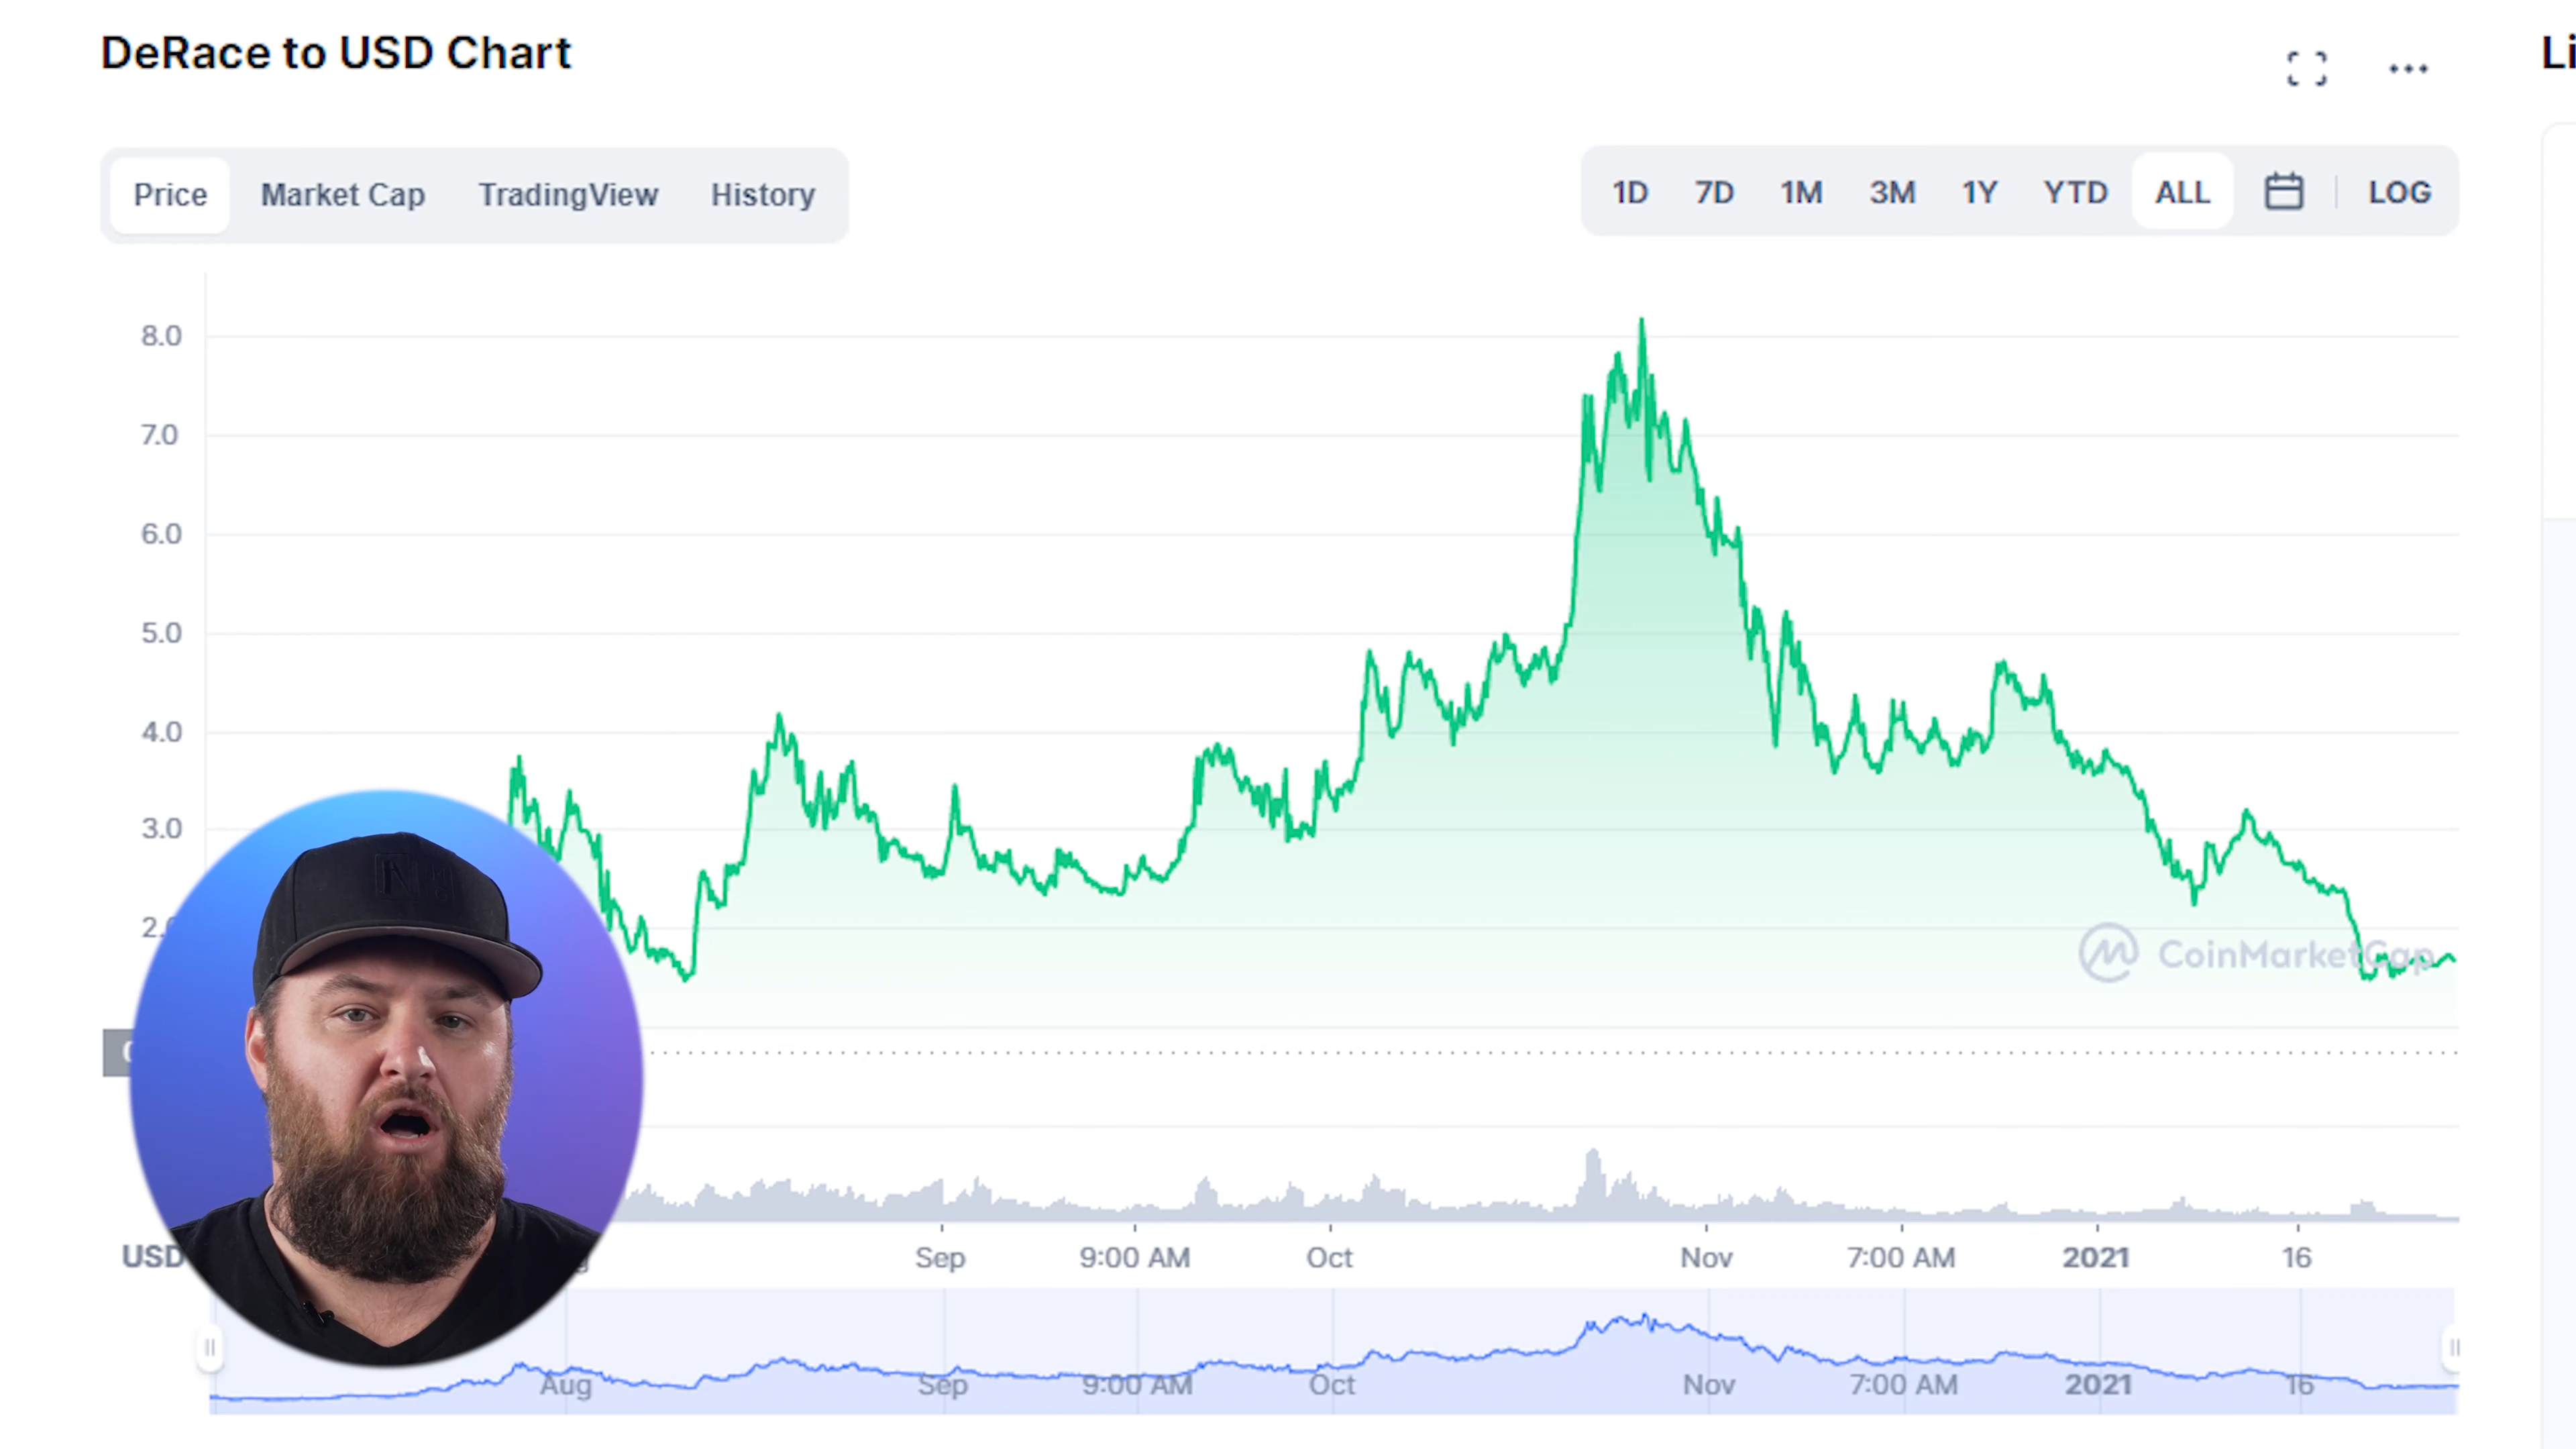 DeRace to USD Chart
Li
Price Market Cap TradingView History
1D 7D 1M 3M 1Y YTD ALL LOG
8.0
7.0
6.0
5.0
4.0
3.0
2.
CoinMarketCap
USD Sep 9:00 AM Oct Nov 7:00 AM 2021 16
Aug Sep 9:00 AM Oct Nov 7:00 AM 2021 16